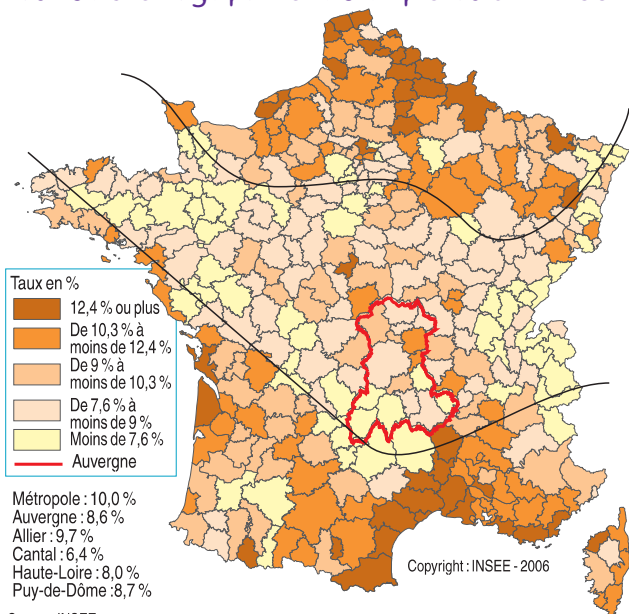 Taux en %
12,4 % ou plus
De 10,3 % à
moins de 12,4 %
De 9 % à
moins de 10,3 %
De 7,6 % à
moins de 9 %
Moins de 7,6 %
Auvergne
Métropole : 10,0 %
Auvergne : 8,6 %
Allier : 9,7 %
Cantal : 6,4 %
Haute-Loire : 8,0 %
Puy-de-Dôme : 8,7 %
Copyright : INSEE - 2006